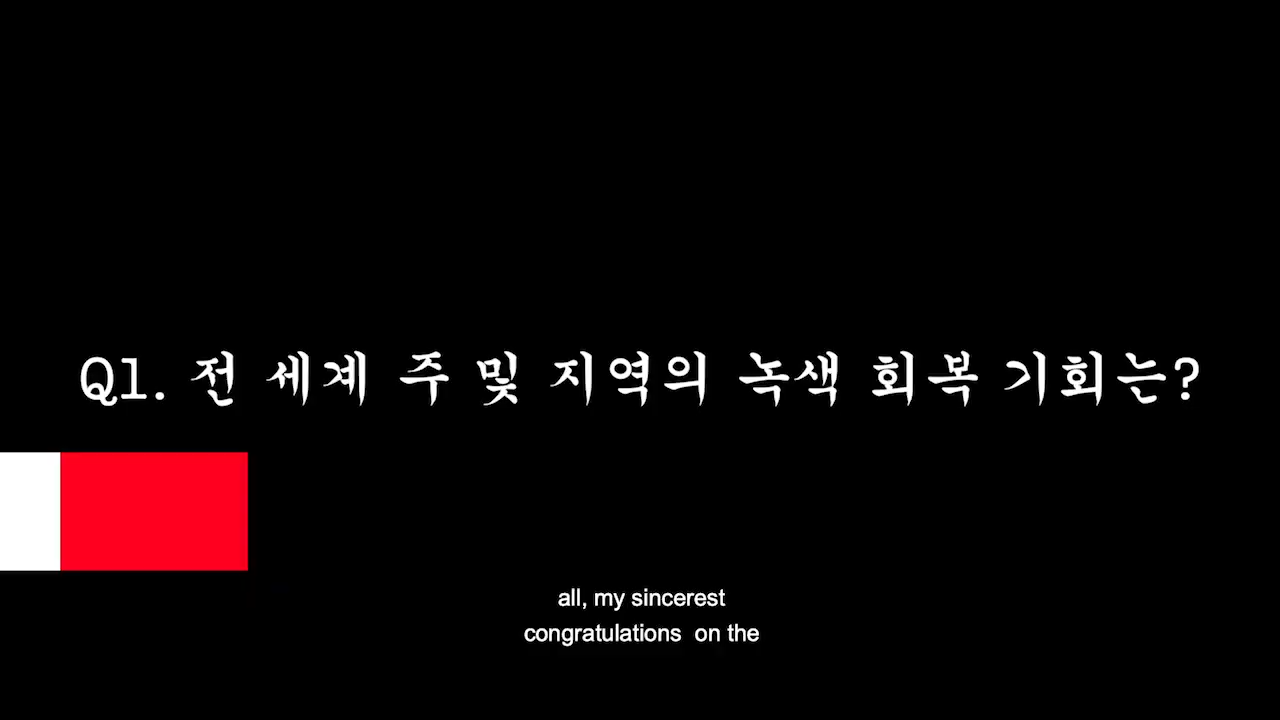 Q1. 전 세계 주 및 지역의 녹색 회복 기회는?
all, my sincerest
congratulations on the